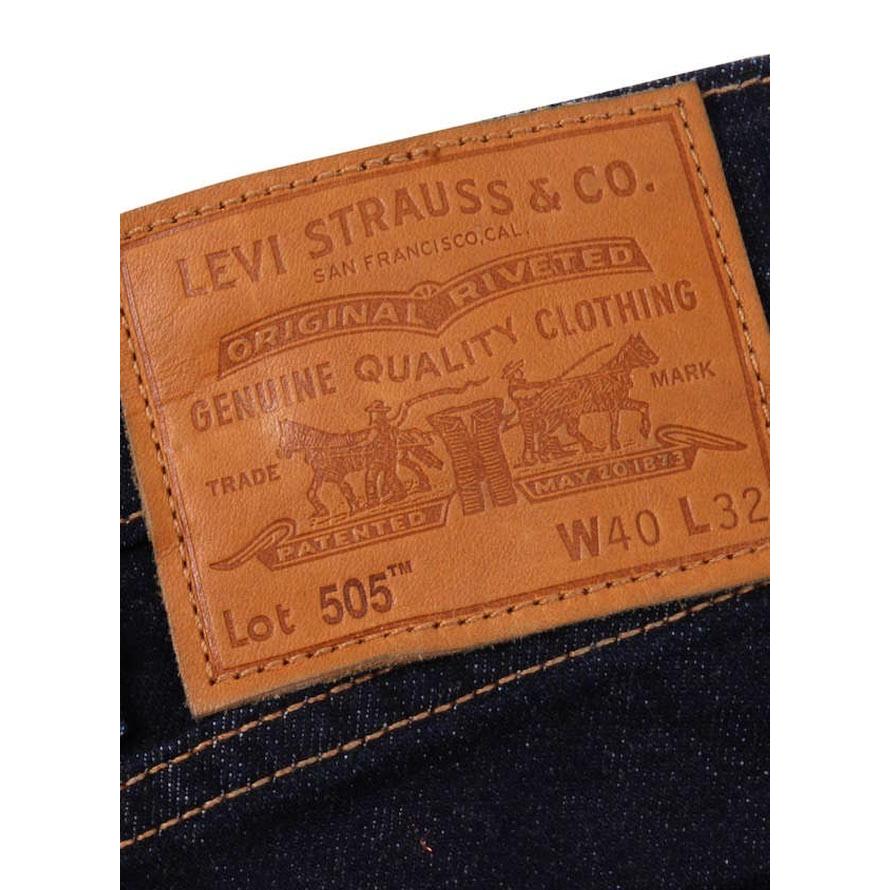 LEVI STRAUSS & CO.
SAN FRANCISCO, CAL.
ORIGINAL RIVETED
GENUINE QUALITY CLOTHING
TRADE MARK
PATENTED MAY 20 1873
Lot 505™ W40 L32